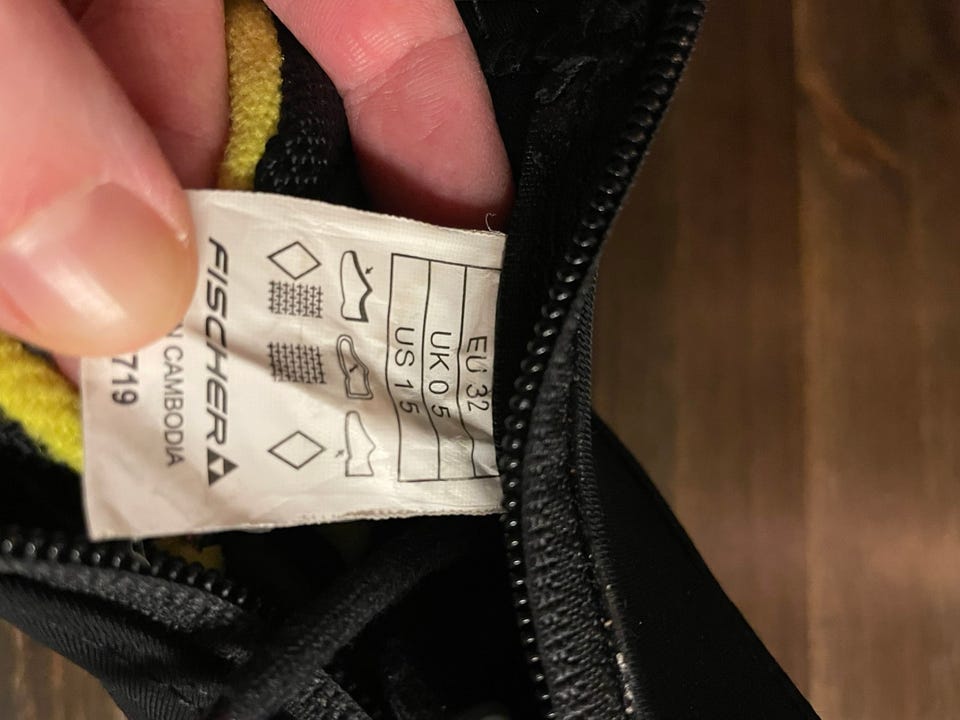 EU 32
UK 0 5
US 1 5
FISCHER
CAMBODIA
719